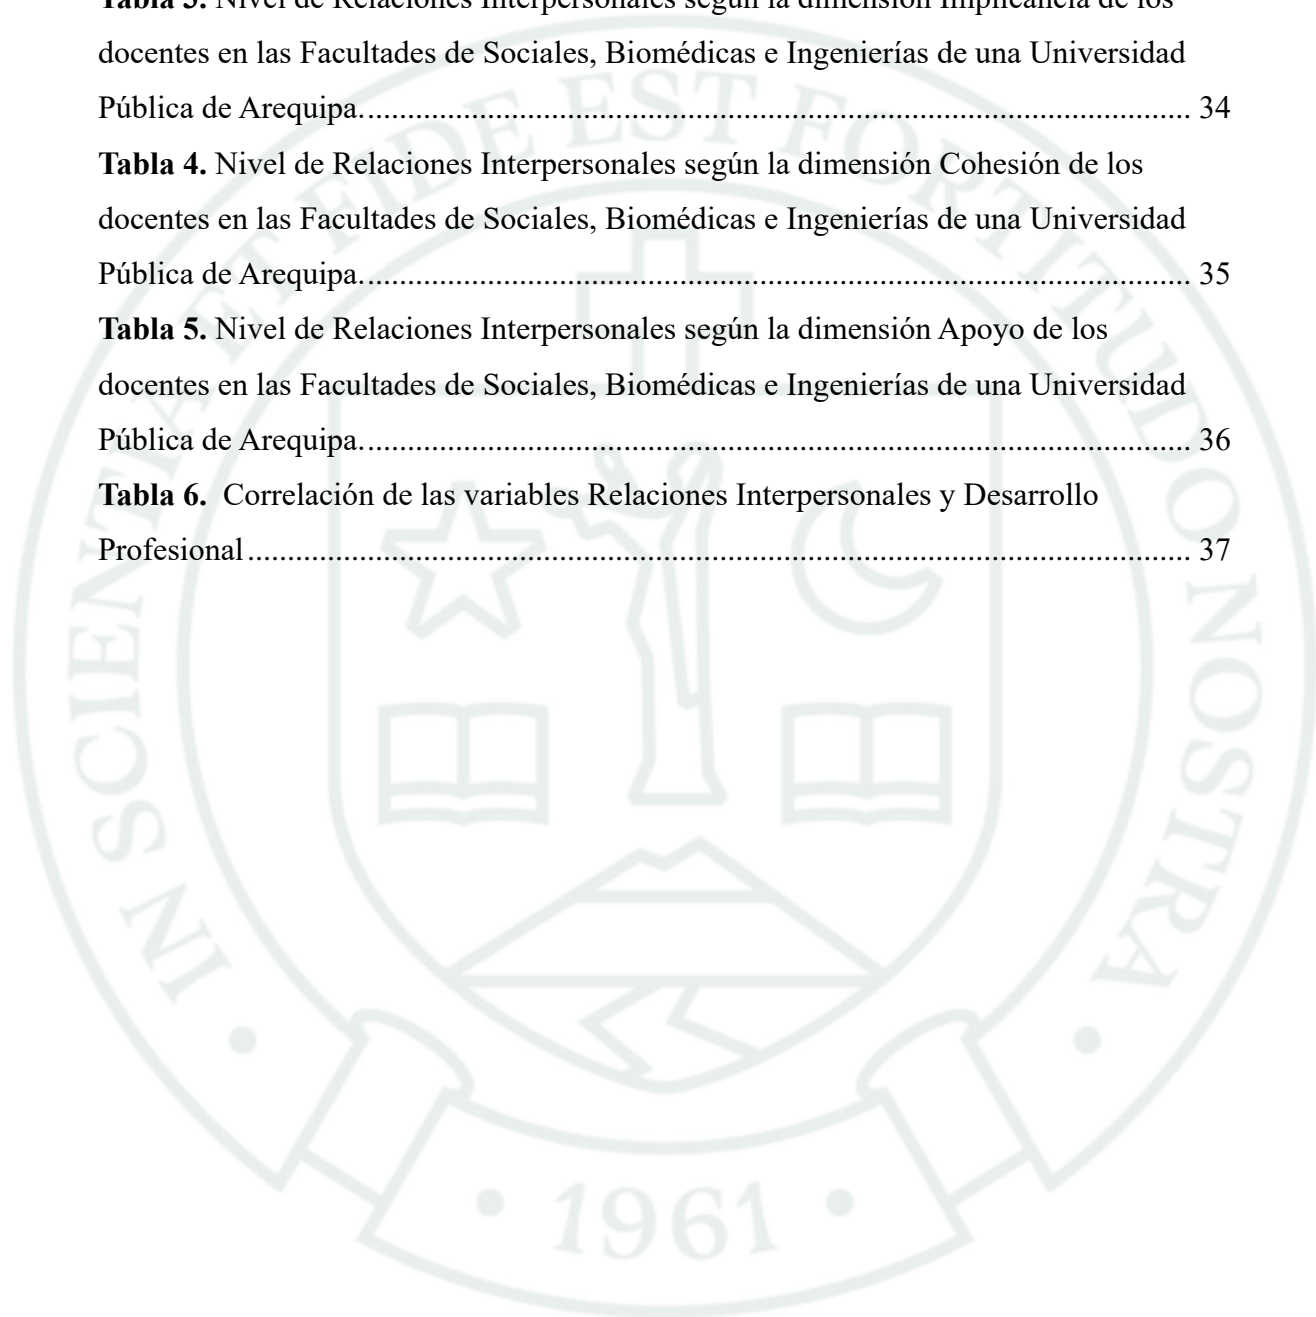 Tabla 3. Nivel de Relaciones Interpersonales según la dimensión Implicancia de los
docentes en las Facultades de Sociales, Biomédicas e Ingenierías de una Universidad
Pública de Arequipa........................................................................................................ 34
Tabla 4. Nivel de Relaciones Interpersonales según la dimensión Cohesión de los
docentes en las Facultades de Sociales, Biomédicas e Ingenierías de una Universidad
Pública de Arequipa........................................................................................................ 35
Tabla 5. Nivel de Relaciones Interpersonales según la dimensión Apoyo de los
docentes en las Facultades de Sociales, Biomédicas e Ingenierías de una Universidad
Pública de Arequipa........................................................................................................ 36
Tabla 6. Correlación de las variables Relaciones Interpersonales y Desarrollo
Profesional...................................................................................................................... 37
IN SCIENTIA ET FIDE EST FORTITUDO NOSTRA
• 1961 •